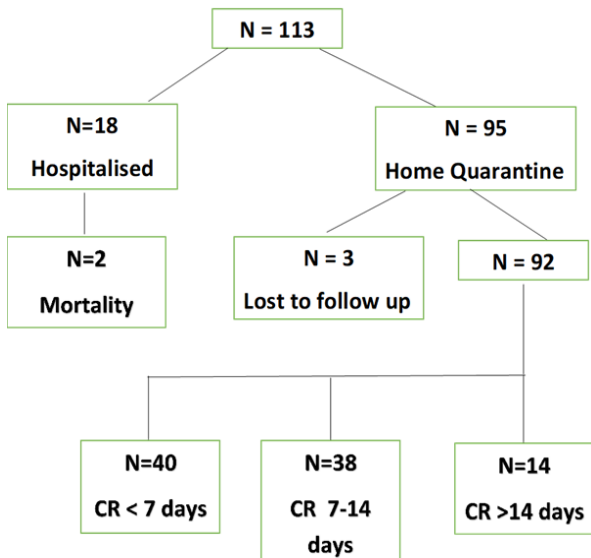 N = 113
N=18
Hospitalised
N = 95
Home Quarantine
N=2
Mortality
N = 3
Lost to follow up
N = 92
N=40
CR < 7 days
N=38
CR 7-14
days
N=14
CR >14 days